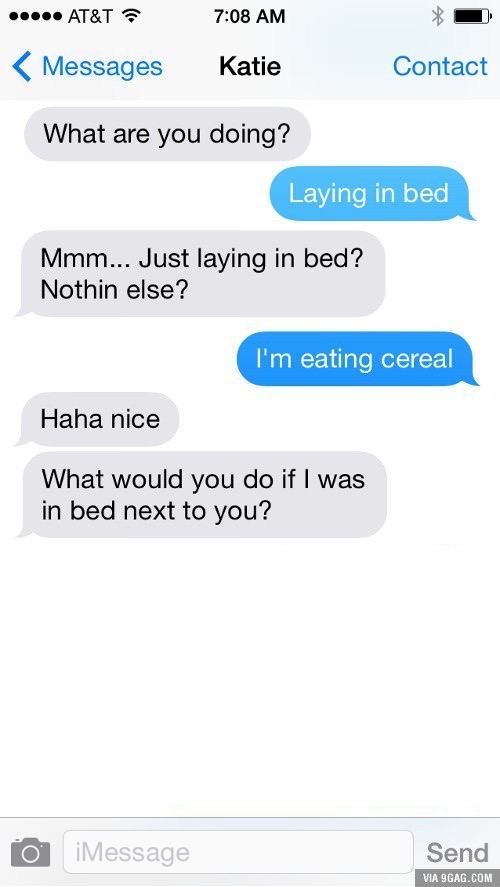 AT&T 7:08 AM
Messages Katie Contact
What are you doing?
Laying in bed
Mmm... Just laying in bed?
Nothin else?
I'm eating cereal
Haha nice
What would you do if I was
in bed next to you?
iMessage Send
VIA 9GAG.COM